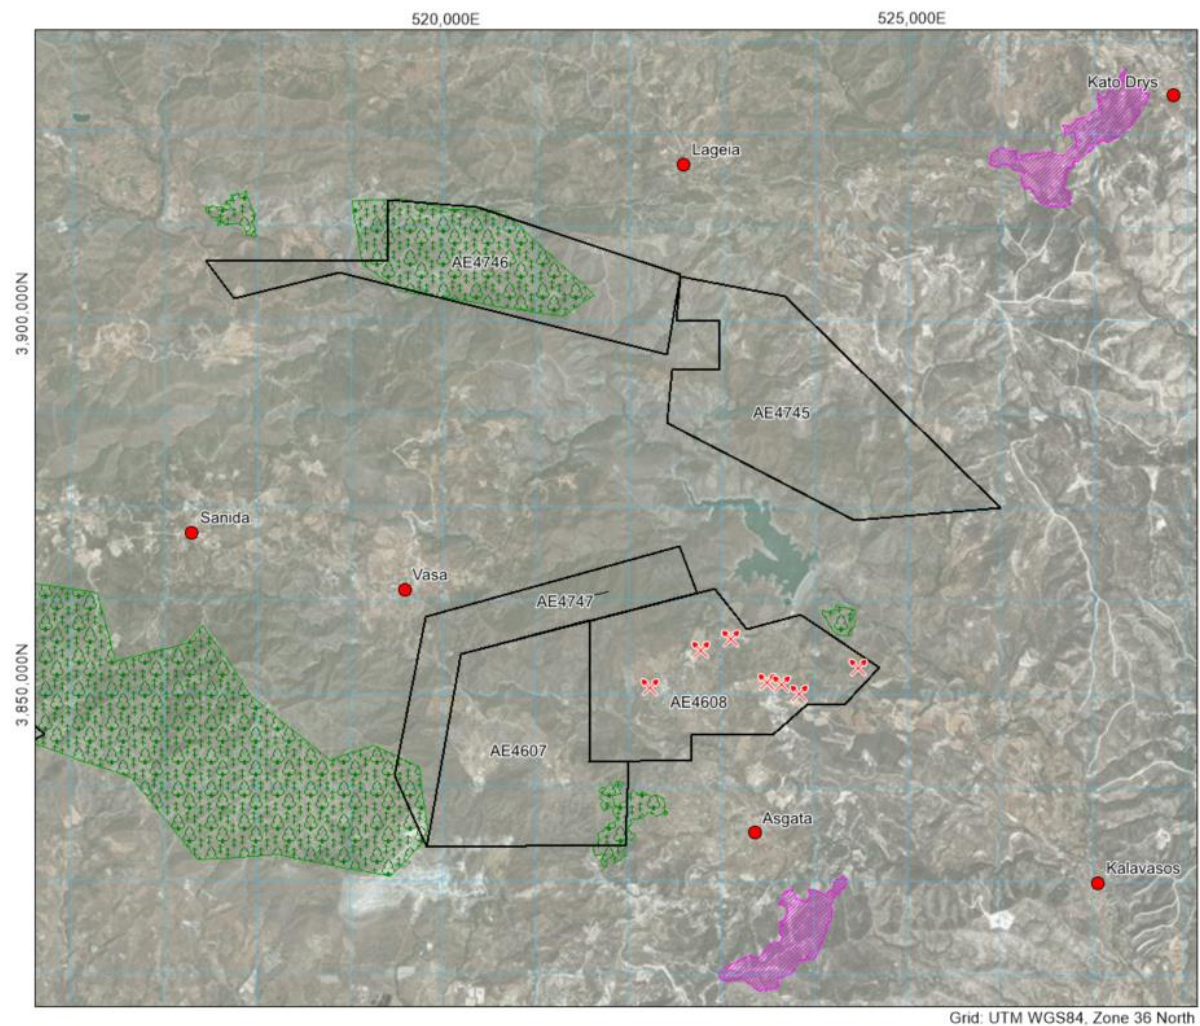 520,000E
525,000E
Kato Drys
Lageia
AE4746
3,900,000N
AE4745
Sanida
Vasa
AE4747
3,850,000N
AE4608
AE4607
Asgata
Kalavasos
Grid: UTM WGS84, Zone 36 North